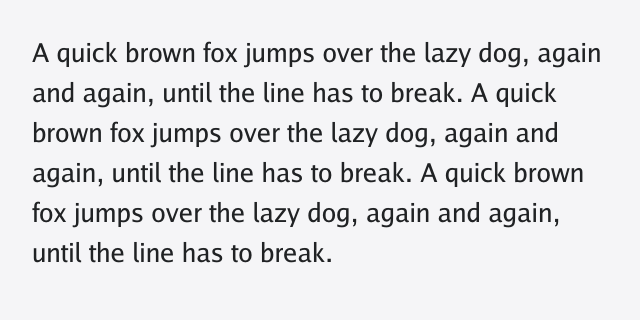 A quick brown fox jumps over the lazy dog, again
and again, until the line has to break. A quick
brown fox jumps over the lazy dog, again and
again, until the line has to break. A quick brown
fox jumps over the lazy dog, again and again,
until the line has to break.